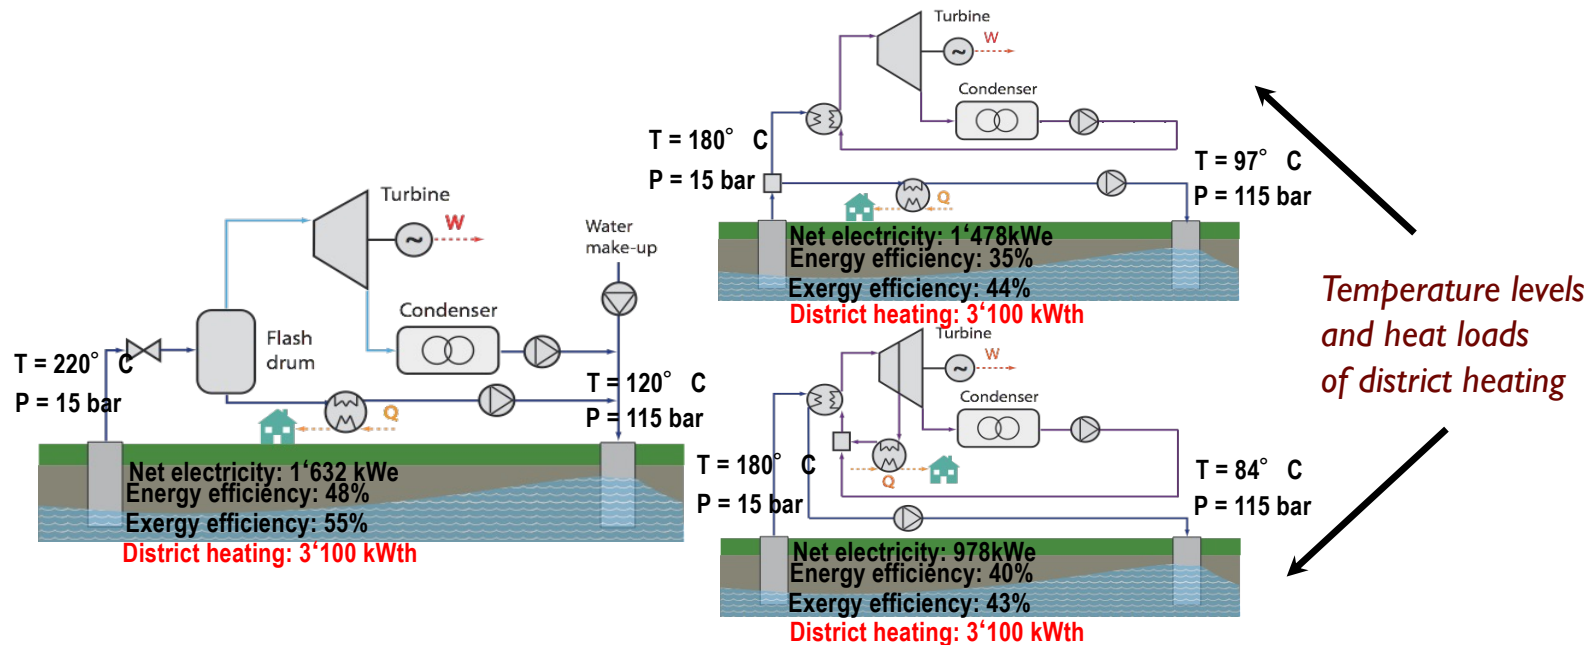 Turbine
W
Water
make-up
Condenser
Flash
drum
T = 220° C
P = 15 bar
T = 120° C
P = 115 bar
Q
Net electricity: 1‘632 kWe
Energy efficiency: 48%
Exergy efficiency: 55%
District heating: 3‘100 kWth
Turbine
W
Condenser
T = 180° C
P = 15 bar
T = 97° C
P = 115 bar
Q
Net electricity: 1‘478kWe
Energy efficiency: 35%
Exergy efficiency: 44%
District heating: 3‘100 kWth
Turbine
W
Condenser
T = 180° C
P = 15 bar
T = 84° C
P = 115 bar
Q
Net electricity: 978kWe
Energy efficiency: 40%
Exergy efficiency: 43%
District heating: 3‘100 kWth
Temperature levels
and heat loads
of district heating